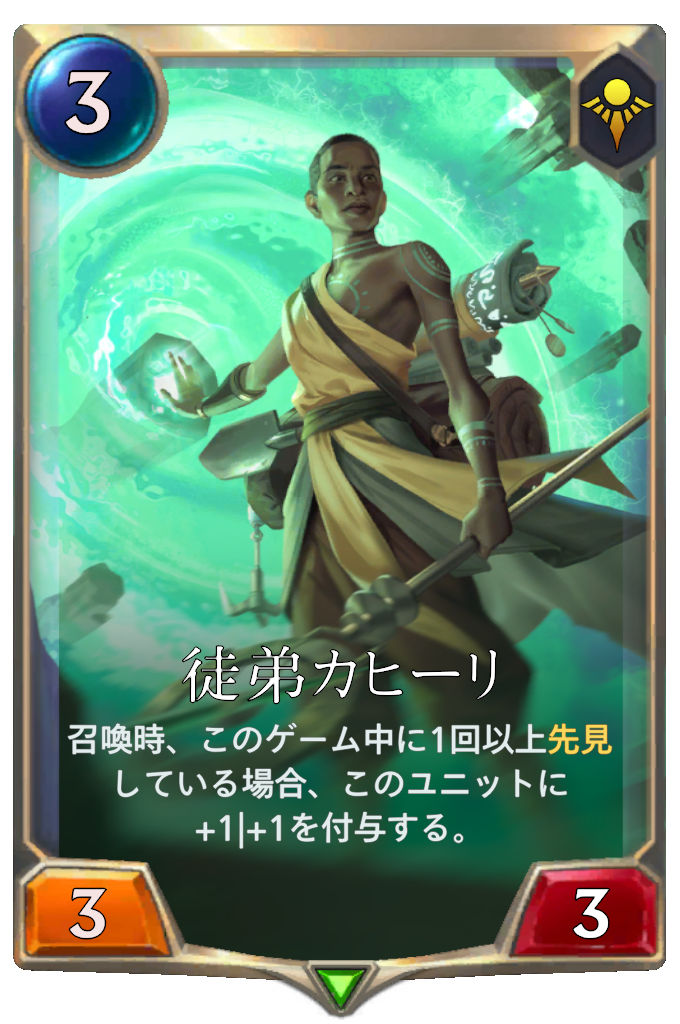 3
徒弟カヒーリ
召喚時、このゲーム中に1回以上先見
している場合、このユニットに
+1|+1を付与する。
3
3